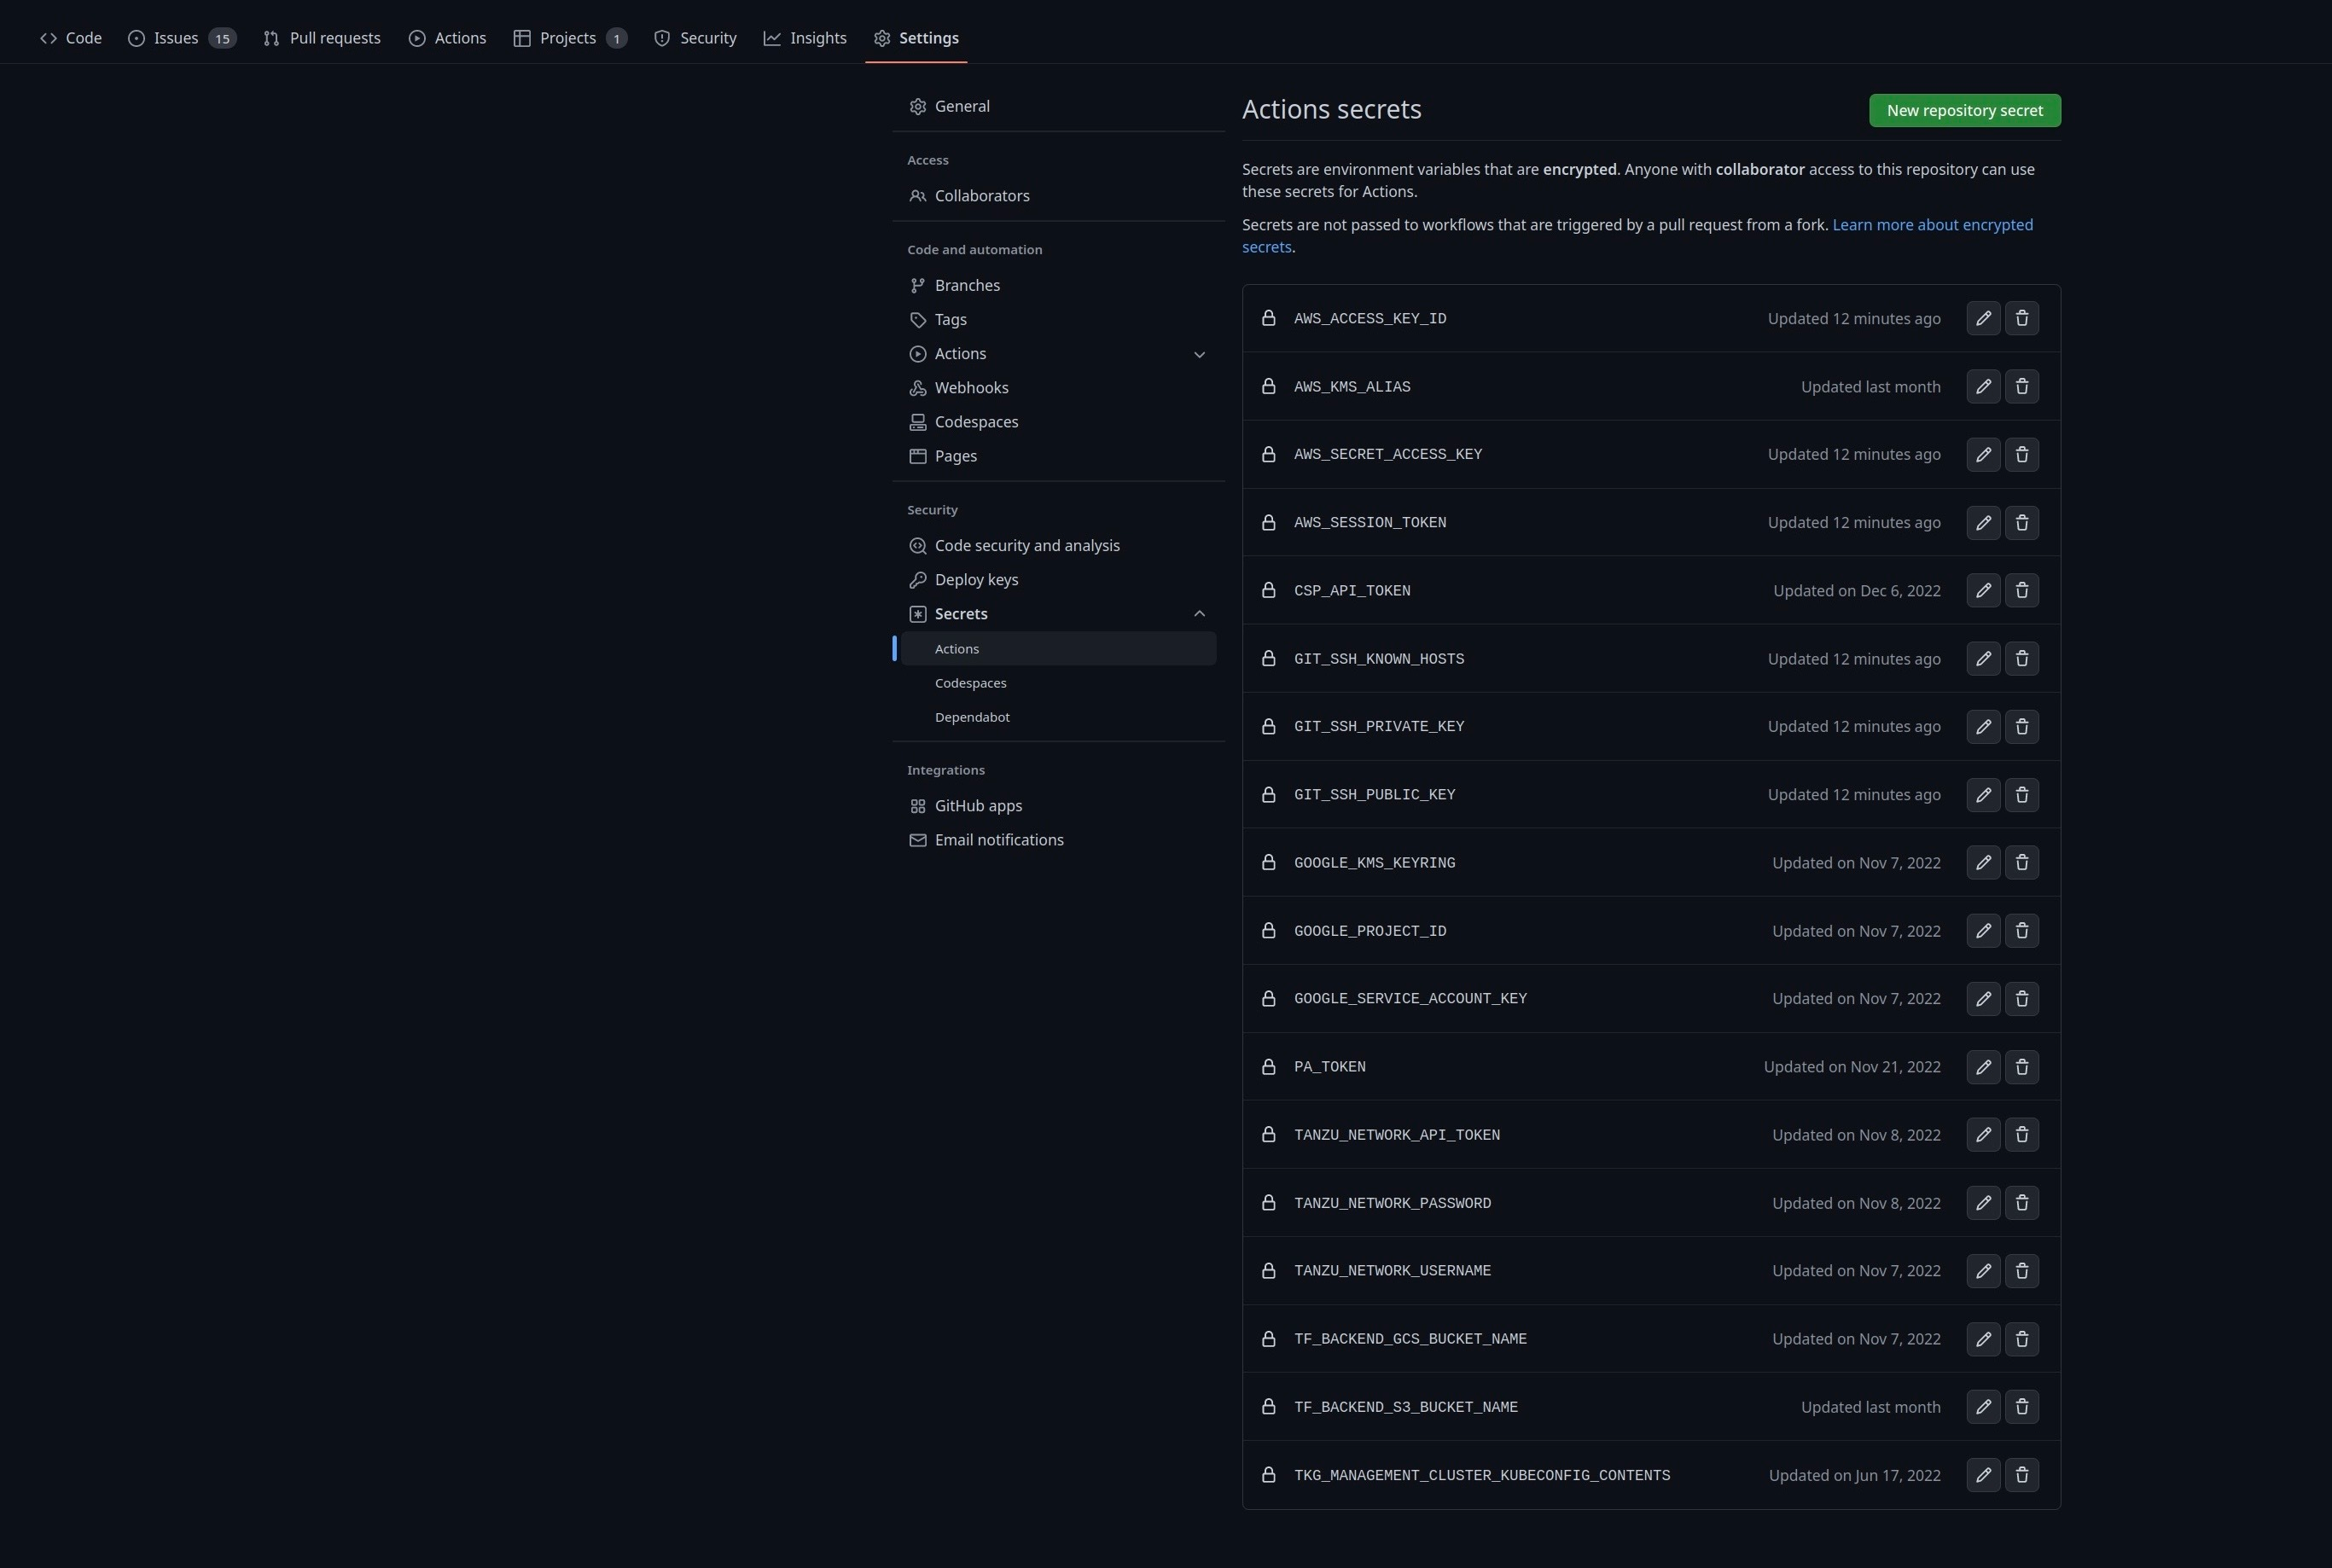 Code Issues 15 Pull requests Actions Projects 1 Security Insights Settings
General
Access
Collaborators
Code and automation
Branches
Tags
Actions
Webhooks
Codespaces
Pages
Security
Code security and analysis
Deploy keys
Secrets
Actions
Codespaces
Dependabot
Integrations
GitHub apps
Email notifications
Actions secrets
New repository secret
Secrets are environment variables that are encrypted. Anyone with collaborator access to this repository can use
these secrets for Actions.
Secrets are not passed to workflows that are triggered by a pull request from a fork. Learn more about encrypted
secrets.
AWS_ACCESS_KEY_ID Updated 12 minutes ago
AWS_KMS_ALIAS Updated last month
AWS_SECRET_ACCESS_KEY Updated 12 minutes ago
AWS_SESSION_TOKEN Updated 12 minutes ago
CSP_API_TOKEN Updated on Dec 6, 2022
GIT_SSH_KNOWN_HOSTS Updated 12 minutes ago
GIT_SSH_PRIVATE_KEY Updated 12 minutes ago
GIT_SSH_PUBLIC_KEY Updated 12 minutes ago
GOOGLE_KMS_KEYRING Updated on Nov 7, 2022
GOOGLE_PROJECT_ID Updated on Nov 7, 2022
GOOGLE_SERVICE_ACCOUNT_KEY Updated on Nov 7, 2022
PA_TOKEN Updated on Nov 21, 2022
TANZU_NETWORK_API_TOKEN Updated on Nov 8, 2022
TANZU_NETWORK_PASSWORD Updated on Nov 8, 2022
TANZU_NETWORK_USERNAME Updated on Nov 7, 2022
TF_BACKEND_GCS_BUCKET_NAME Updated on Nov 7, 2022
TF_BACKEND_S3_BUCKET_NAME Updated last month
TKG_MANAGEMENT_CLUSTER_KUBECONFIG_CONTENTS Updated on Jun 17, 2022